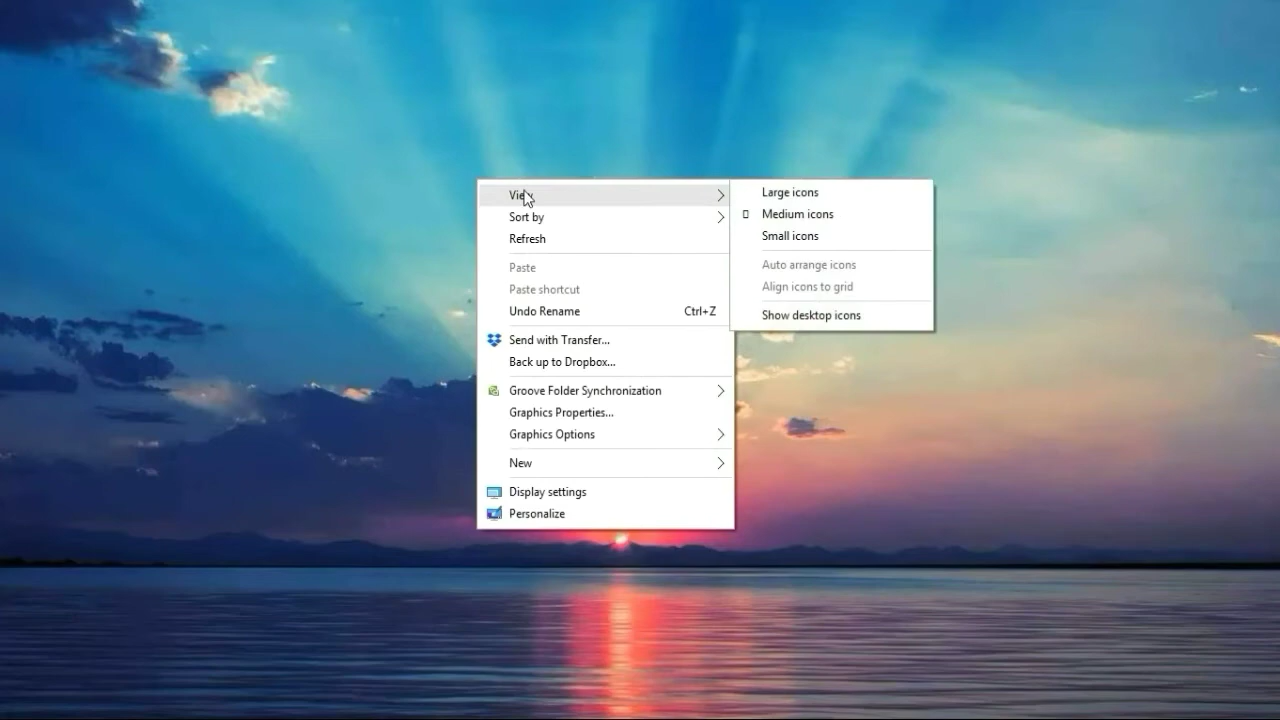 View
Sort by
Refresh
Paste
Paste shortcut
Undo Rename Ctrl+Z
Send with Transfer...
Back up to Dropbox...
Groove Folder Synchronization
Graphics Properties...
Graphics Options
New
Display settings
Personalize
Large icons
Medium icons
Small icons
Auto arrange icons
Align icons to grid
Show desktop icons